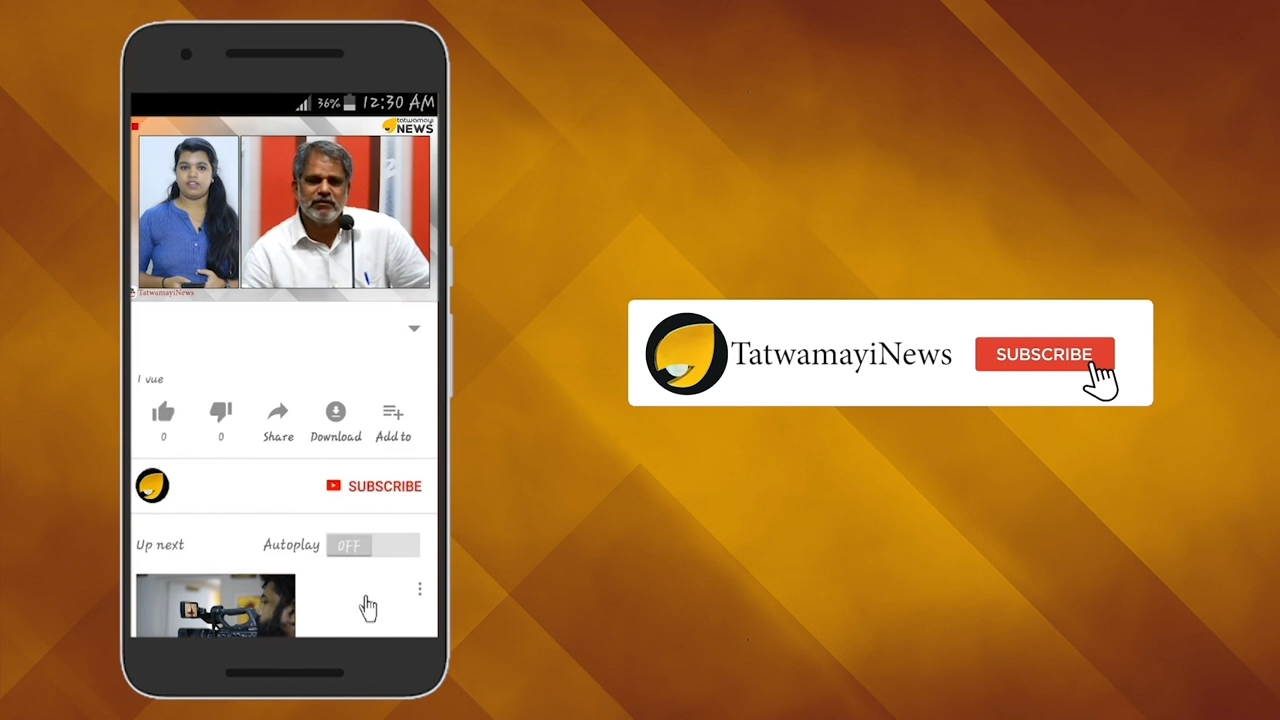 36% 12:30 AM
tatwamayi
NEWS
TatwamayiNews
1 vue
0 0 Share Download Add to
SUBSCRIBE
Up next Autoplay OFF
TatwamayiNews SUBSCRIBE